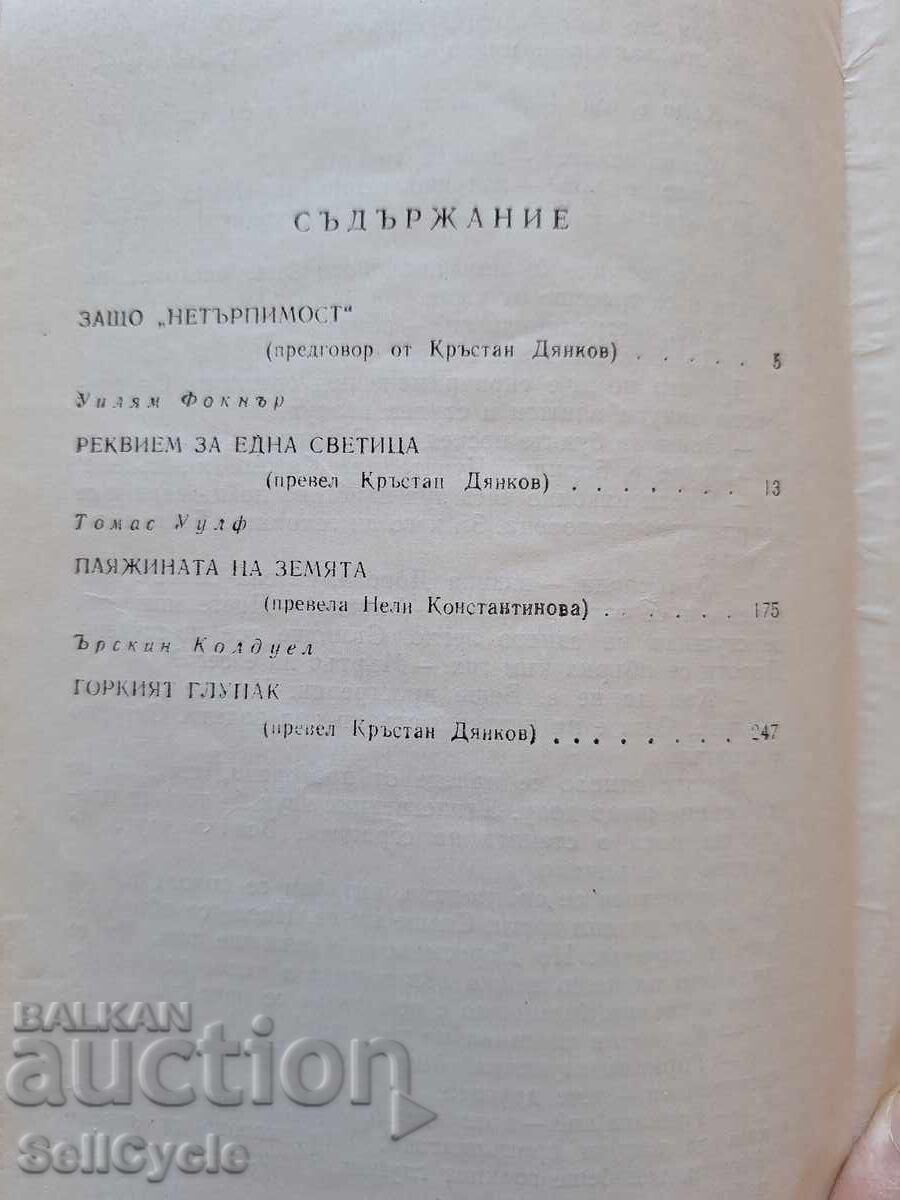 СЪДЪРЖАНИЕ
ЗАЩО „НЕТЪРПИМОСТ“
(предговор от Кръстан Дянков) . . . . . . 5
Уилям Фокнър
РЕКВИЕМ ЗА ЕДНА СВЕТИЦА
(превел Кръстан Дянков) . . . . . . . . 13
Томас Уулф
ПАЯЖИНАТА НА ЗЕМЯТА
(превела Нели Константинова) . . . . . . . 175
Ърскин Колдуел
ГОРКИЯТ ГЛУПАК
(превел Кръстан Дянков) . . . . . . . . . 247
BALKAN
auction
SellCycle